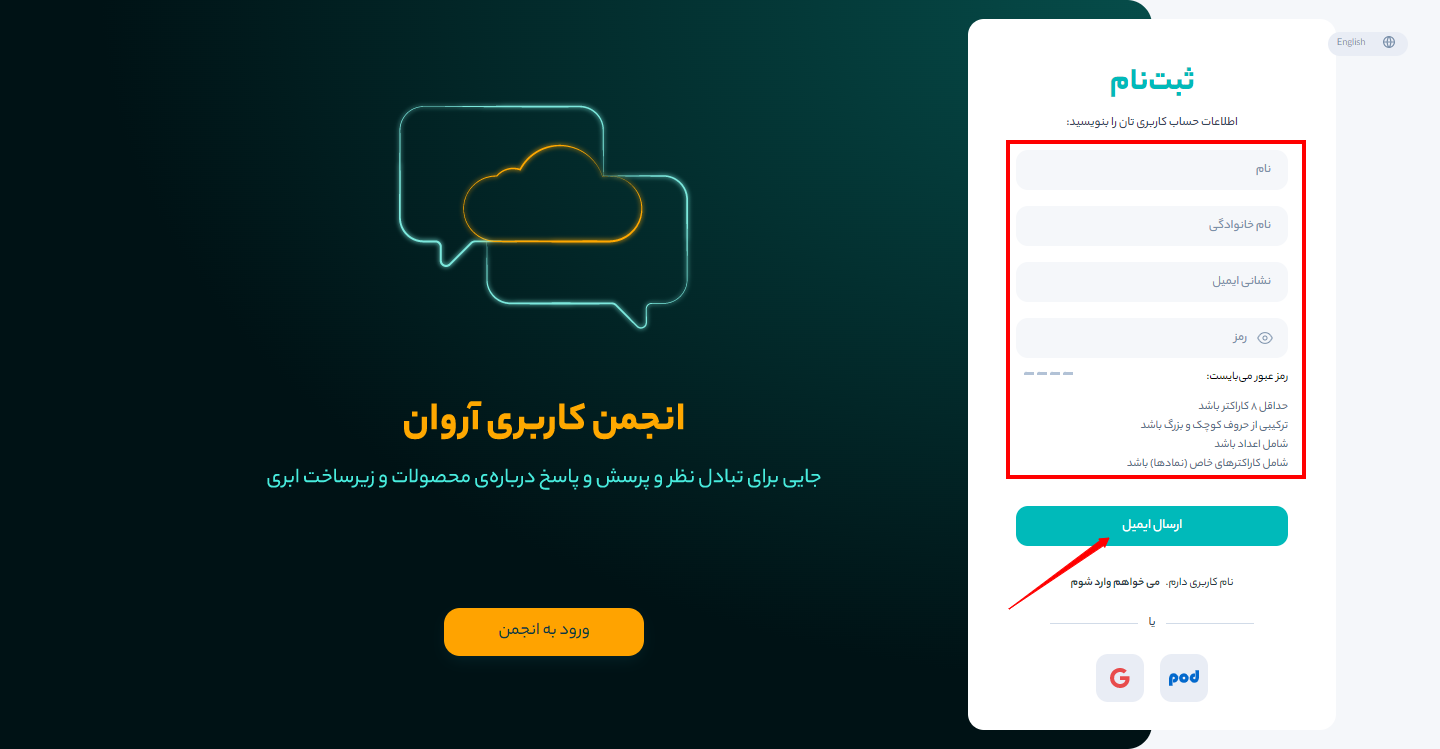 English
ثبت‌نام
اطلاعات حساب کاربری تان را بنویسید:
نام
نام خانوادگی
نشانی ایمیل
رمز
رمز عبور می‌بایست:
حداقل ۸ کاراکتر باشد
ترکیبی از حروف کوچک و بزرگ باشد
شامل اعداد باشد
شامل کاراکترهای خاص (نمادها) باشد
ارسال ایمیل
نام کاربری دارم. می خواهم وارد شوم
یا
pod
G
انجمن کاربری آروان
جایی برای تبادل نظر و پرسش و پاسخ درباره‌ی محصولات و زیرساخت ابری
ورود به انجمن